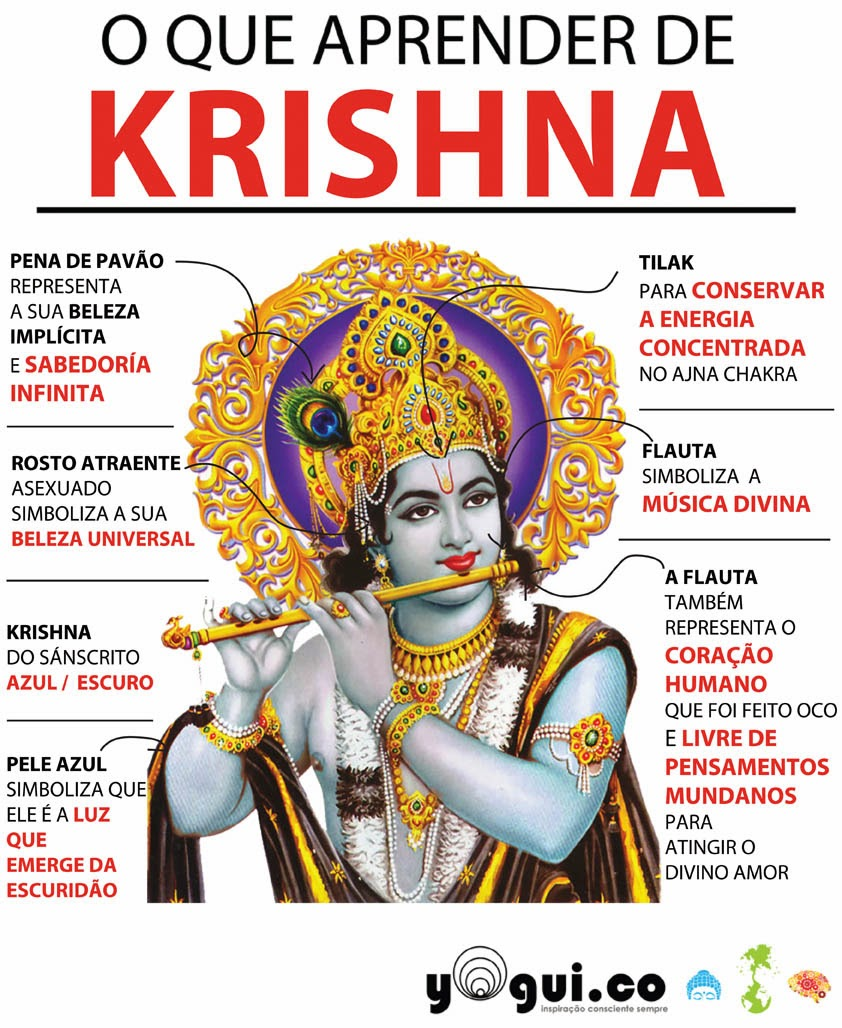 O QUE APRENDER DE
KRISHNA
PENA DE PAVÃO
REPRESENTA
A SUA BELEZA
IMPLÍCITA
E SABEDORÍA
INFINITA
ROSTO ATRAENTE
ASEXUADO
SIMBOLIZA A SUA
BELEZA UNIVERSAL
KRISHNA
DO SÁNSCRITO
AZUL / ESCURO
PELE AZUL
SIMBOLIZA QUE
ELE É A LUZ
QUE
EMERGE DA
ESCURIDÃO
TILAK
PARA CONSERVAR
A ENERGIA
CONCENTRADA
NO AJNA CHAKRA
FLAUTA
SIMBOLIZA A
MÚSICA DIVINA
A FLAUTA
TAMBÉM
REPRESENTA O
CORAÇÃO
HUMANO
QUE FOI FEITO OCO
E LIVRE DE
PENSAMENTOS
MUNDANOS
PARA
ATINGIR O
DIVINO AMOR
yogui.co
inspiração consciente sempre